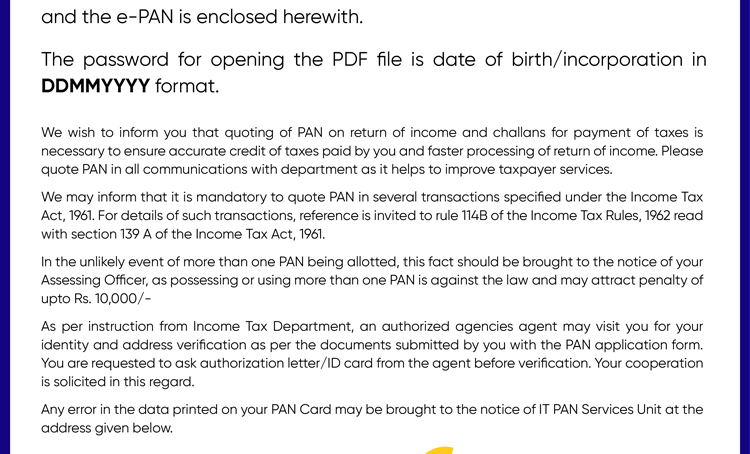 and the e-PAN is enclosed herewith.
The password for opening the PDF file is date of birth/incorporation in
DDMMYYYY format.
We wish to inform you that quoting of PAN on return of income and challans for payment of taxes is
necessary to ensure accurate credit of taxes paid by you and faster processing of return of income. Please
quote PAN in all communications with department as it helps to improve taxpayer services.
We may inform that it is mandatory to quote PAN in several transactions specified under the Income Tax
Act, 1961. For details of such transactions, reference is invited to rule 114B of the Income Tax Rules, 1962 read
with section 139 A of the Income Tax Act, 1961.
In the unlikely event of more than one PAN being allotted, this fact should be brought to the notice of your
Assessing Officer, as possessing or using more than one PAN is against the law and may attract penalty of
upto Rs. 10,000/-
As per instruction from Income Tax Department, an authorized agencies agent may visit you for your
identity and address verification as per the documents submitted by you with the PAN application form.
You are requested to ask authorization letter/ID card from the agent before verification. Your cooperation
is solicited in this regard.
Any error in the data printed on your PAN Card may be brought to the notice of IT PAN Services Unit at the
address given below.